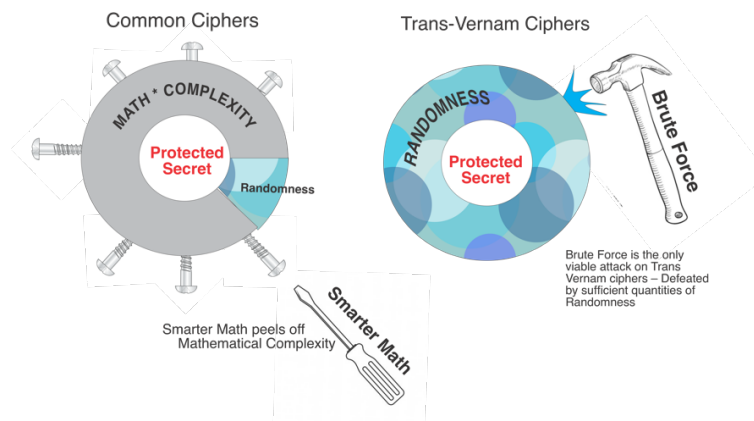 Common Ciphers
Trans-Vernam Ciphers
MATH * COMPLEXITY
Protected
Secret
Randomness
RANDOMNESS
Protected
Secret
Brute Force
Brute Force is the only
viable attack on Trans
Vernam ciphers – Defeated
by sufficient quantities of
Randomness
Smarter Math peels off
Mathematical Complexity
Smarter Math